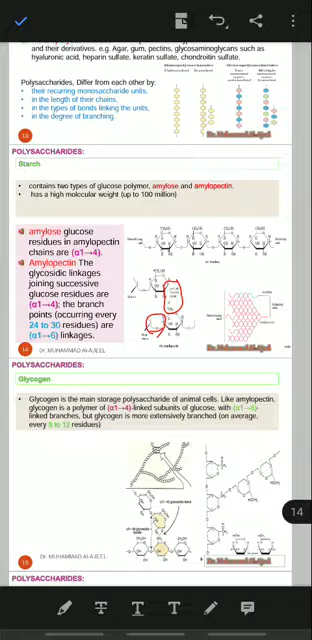 and their derivatives. e.g. Agar, gum, pectins, glycosaminoglycans such as
hyaluronic acid, heparin sulfate, keratin sulfate, chondroitin sulfate.
Polysaccharides, Differ from each other by:
• their recurring monosaccharide units,
• in the length of their chains,
• in the types of bonds linking the units,
• in the degree of branching.
13
Dr. Muhammad Al-Ajeel
POLYSACCHARIDES:
Starch
• contains two types of glucose polymer, amylose and amylopectin.
• has a high molecular weight (up to 100 million)
amylose glucose
residues in amylopectin
chains are (α1→4).
Amylopectin The
glycosidic linkages
joining successive
glucose residues are
(α1→4); the branch
points (occurring every
24 to 30 residues) are
(α1→6) linkages.
14
Dr. MUHAMMAD Al-AJEEL
POLYSACCHARIDES:
Glycogen
• Glycogen is the main storage polysaccharide of animal cells. Like amylopectin,
glycogen is a polymer of (α1→4)-linked subunits of glucose, with (α1→6)-
linked branches, but glycogen is more extensively branched (on average,
every 8 to 12 residues)
14
Dr. MUHAMMAD Al-AJEEL
POLYSACCHARIDES: